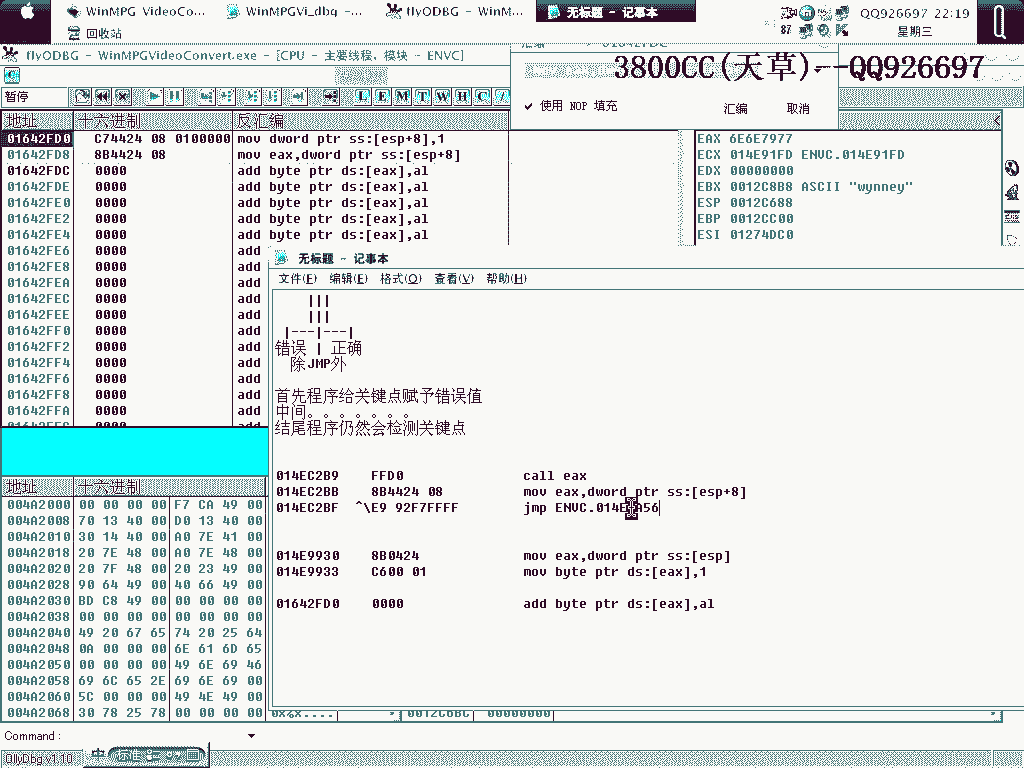 WinMPG VideoCo...
WinMPGVi_dbg -...
flyODBG - WinM...
无标题 - 记事本
回收站
QQ926697 22:19
星期三
flyODBG - WinMPGVideoConvert.exe - [CPU - 主要线程, 模块 - ENVC]
3800CC(天草)---QQ926697
暂停
L E M T W H C /
使用 NOP 填充
汇编
取消
地址 十六进制 反汇编
01642FD0 C74424 08 0100000 mov dword ptr ss:[esp+8],1
01642FD8 8B4424 08 mov eax,dword ptr ss:[esp+8]
01642FDC 0000 add byte ptr ds:[eax],al
01642FDE 0000 add byte ptr ds:[eax],al
01642FE0 0000 add byte ptr ds:[eax],al
01642FE2 0000 add byte ptr ds:[eax],al
01642FE4 0000 add byte ptr ds:[eax],al
01642FE6 0000 add
01642FE8 0000 add
01642FEA 0000 add
01642FEC 0000 add
01642FEE 0000 add
01642FF0 0000 add
01642FF2 0000 add
01642FF4 0000 add
01642FF6 0000 add
01642FF8 0000 add
01642FFA 0000 add
EAX 6E6E7977
ECX 014E91FD ENVC.014E91FD
EDX 00000000
EBX 0012C8B8 ASCII "wynney"
ESP 0012C688
EBP 0012CC00
ESI 01274DC0
无标题 - 记事本
文件(F) 编辑(E) 格式(O) 查看(V) 帮助(H)
|||
|||
|---|---|
错误 | 正确
除JMP外
首先程序给关键点赋予错误值
中间。。。。。。。
结尾程序仍然会检测关键点
014EC2B9 FFD0 call eax
014EC2BB 8B4424 08 mov eax,dword ptr ss:[esp+8]
014EC2BF ^\E9 92F7FFFF jmp ENVC.014EBA56
014E9930 8B0424 mov eax,dword ptr ss:[esp]
014E9933 C600 01 mov byte ptr ds:[eax],1
01642FD0 0000 add byte ptr ds:[eax],al
地址 十六进制
004A2000 00 00 00 00 F7 CA 49 00
004A2008 70 13 40 00 D0 13 40 00
004A2010 30 14 40 00 A0 7E 41 00
004A2018 20 7E 48 00 A0 7E 48 00
004A2020 20 7F 48 00 20 23 49 00
004A2028 90 64 49 00 40 66 49 00
004A2030 BD C8 49 00 00 00 00 00
004A2038 00 00 00 00 00 00 00 00
004A2040 49 20 67 65 74 20 25 64
004A2048 0A 00 00 00 6E 61 6D 65
004A2050 00 00 00 00 49 6E 69 46
004A2058 69 6C 65 2E 69 6E 69 00
004A2060 5C 00 00 00 49 4E 49 00
004A2068 30 78 25 78 00 00 00 00 0x%x....
0012C6BC 00000000
Command :
OllyDbg v1.10
中 标准